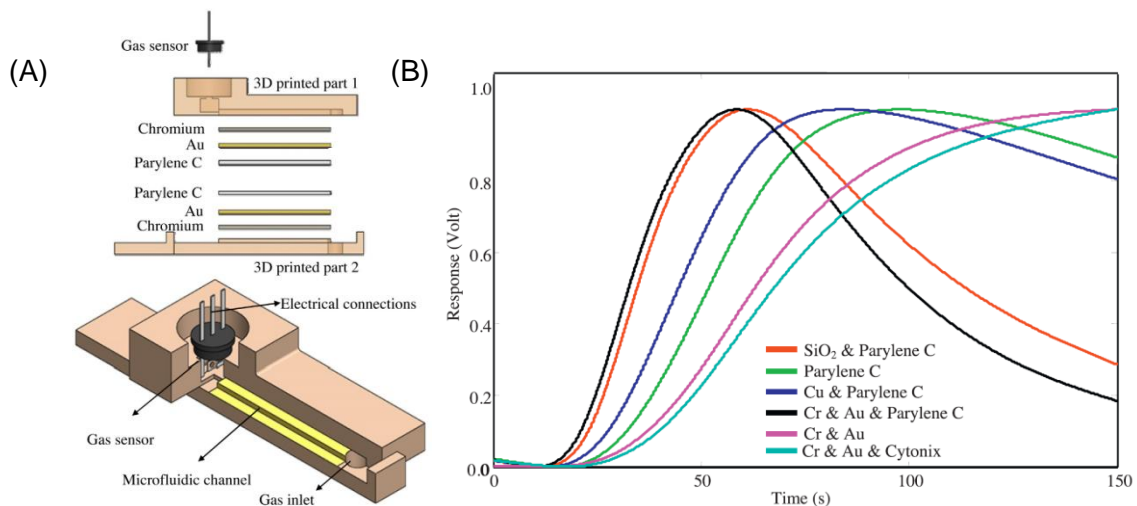 (A)
Gas sensor
3D printed part 1
Chromium
Au
Parylene C
Parylene C
Au
Chromium
3D printed part 2
Electrical connections
Gas sensor
Microfluidic channel
Gas inlet
(B)
1.0
0.8
0.6
0.4
0.2
0.0
0
50
100
150
Response (Volt)
Time (s)
SiO₂ & Parylene C
Parylene C
Cu & Parylene C
Cr & Au & Parylene C
Cr & Au
Cr & Au & Cytonix